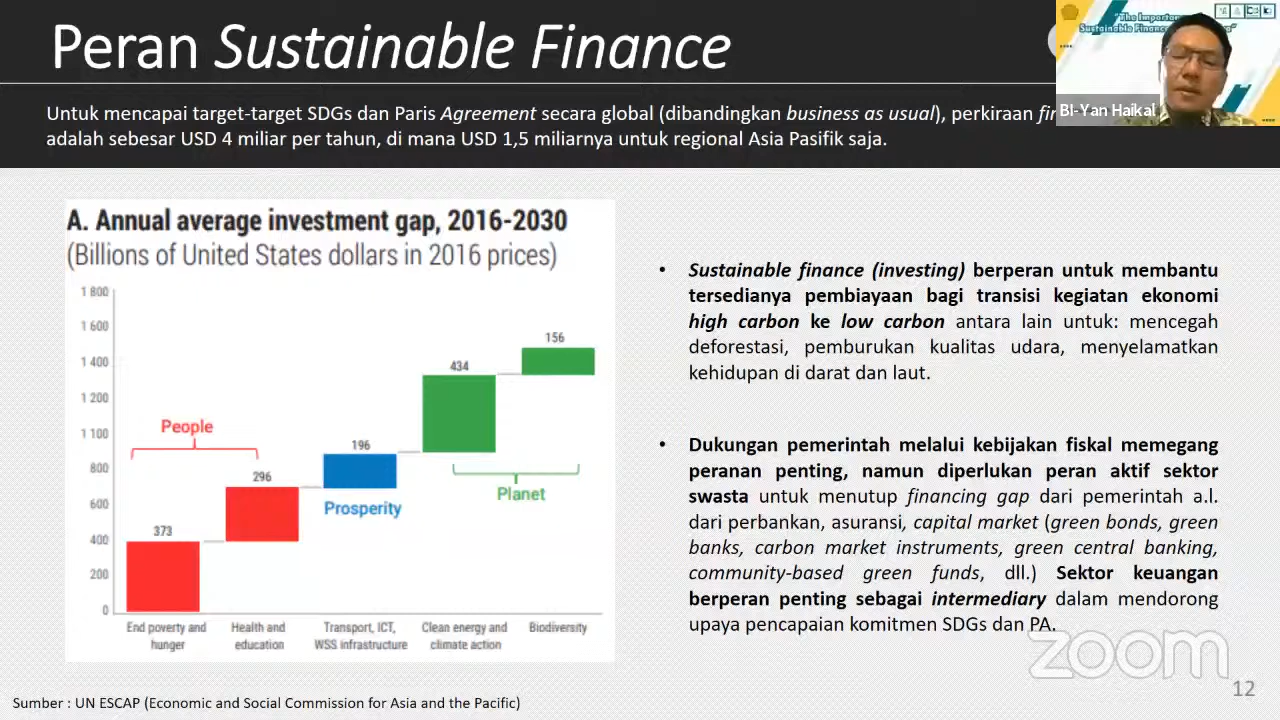 Peran Sustainable Finance
"The Importan
Sustainable Finance
BI-Yan Haikal
Untuk mencapai target-target SDGs dan Paris Agreement secara global (dibandingkan business as usual), perkiraan
adalah sebesar USD 4 miliar per tahun, di mana USD 1,5 miliarnya untuk regional Asia Pasifik saja.
A. Annual average investment gap, 2016-2030
(Billions of United States dollars in 2016 prices)
1 800
1 600
1 400
1 200
1 100
800
600
400
200
0
373
296
196
434
156
People
Prosperity
Planet
End poverty and
hunger
Health and
education
Transport, ICT,
WSS infrastructure
Clean energy and
climate action
Biodiversity
• Sustainable finance (investing) berperan untuk membantu
tersedianya pembiayaan bagi transisi kegiatan ekonomi
high carbon ke low carbon antara lain untuk: mencegah
deforestasi, pemburukan kualitas udara, menyelamatkan
kehidupan di darat dan laut.
• Dukungan pemerintah melalui kebijakan fiskal memegang
peranan penting, namun diperlukan peran aktif sektor
swasta untuk menutup financing gap dari pemerintah a.l.
dari perbankan, asuransi, capital market (green bonds, green
banks, carbon market instruments, green central banking,
community-based green funds, dll.) Sektor keuangan
berperan penting sebagai intermediary dalam mendorong
upaya pencapaian komitmen SDGs dan PA.
zoom
12
Sumber : UN ESCAP (Economic and Social Commission for Asia and the Pacific)